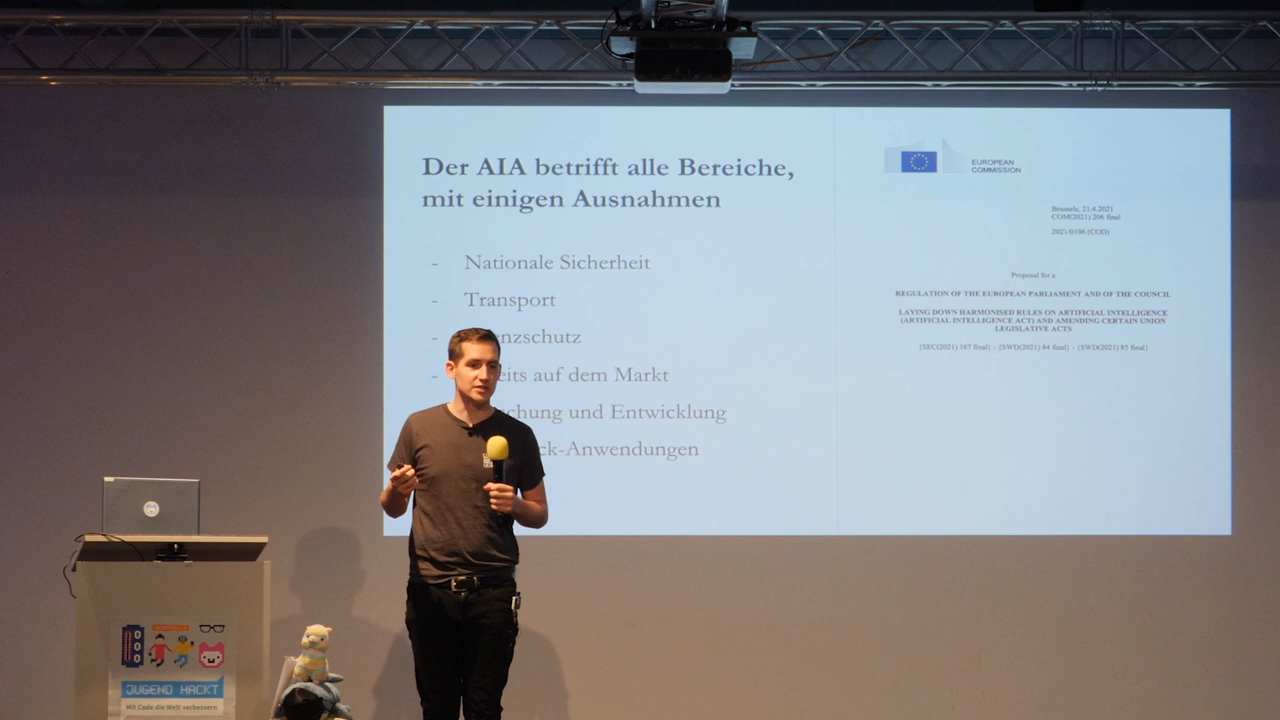 Der AIA betrifft alle Bereiche,
mit einigen Ausnahmen
- Nationale Sicherheit
- Transport
- enzschutz
- eits auf dem Markt
chung und Entwicklung
ck-Anwendungen
EUROPEAN
COMMISSION
Brussels, 21.4.2021
COM(2021) 206 final
2021/0106 (COD)
Proposal for a
REGULATION OF THE EUROPEAN PARLIAMENT AND OF THE COUNCIL
LAYING DOWN HARMONISED RULES ON ARTIFICIAL INTELLIGENCE
(ARTIFICIAL INTELLIGENCE ACT) AND AMENDING CERTAIN UNION
LEGISLATIVE ACTS
{SEC(2021) 167 final} - {SWD(2021) 84 final} - {SWD(2021) 85 final}
JUGEND HACKT
Mit Code die Welt verbessern